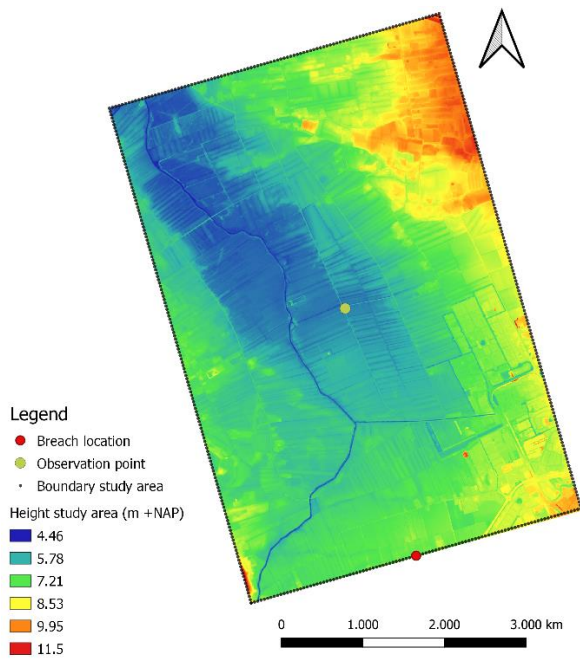 Legend
Breach location
Observation point
Boundary study area
Height study area (m +NAP)
4.46
5.78
7.21
8.53
9.95
11.5
0 1.000 2.000 3.000 km